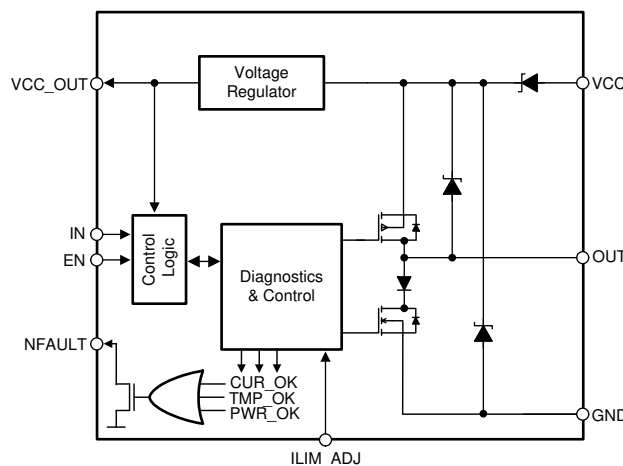 VCC_OUT
Voltage
Regulator
VCC
IN
EN
Control
Logic
Diagnostics
& Control
OUT
NFAULT
CUR_OK
TMP_OK
PWR_OK
GND
ILIM_ADJ